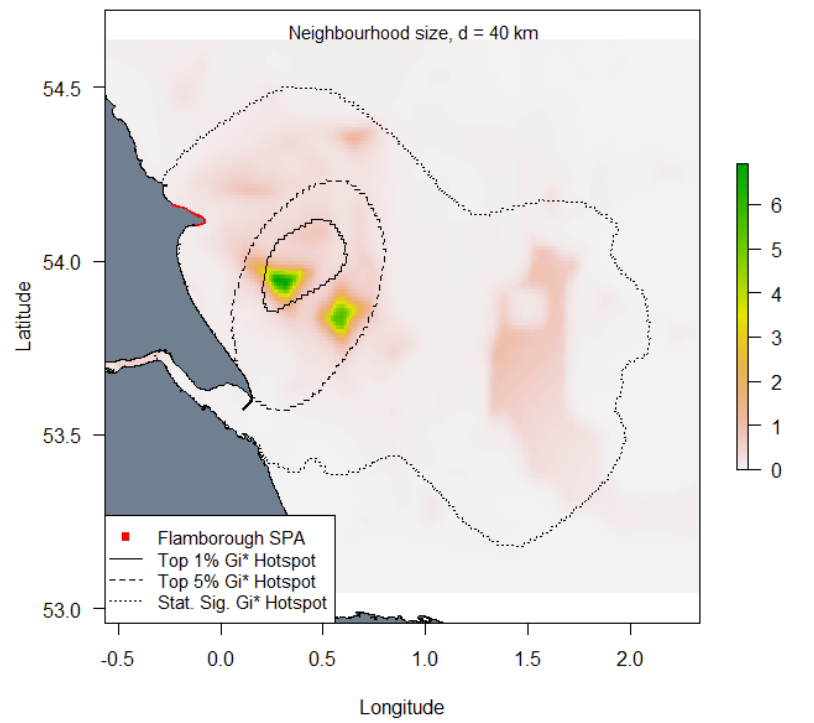 Neighbourhood size, d = 40 km
54.5
54.0
53.5
53.0
Latitude
-0.5 0.0 0.5 1.0 1.5 2.0
Longitude
6
5
4
3
2
1
0
Flamborough SPA
Top 1% Gi* Hotspot
Top 5% Gi* Hotspot
Stat. Sig. Gi* Hotspot